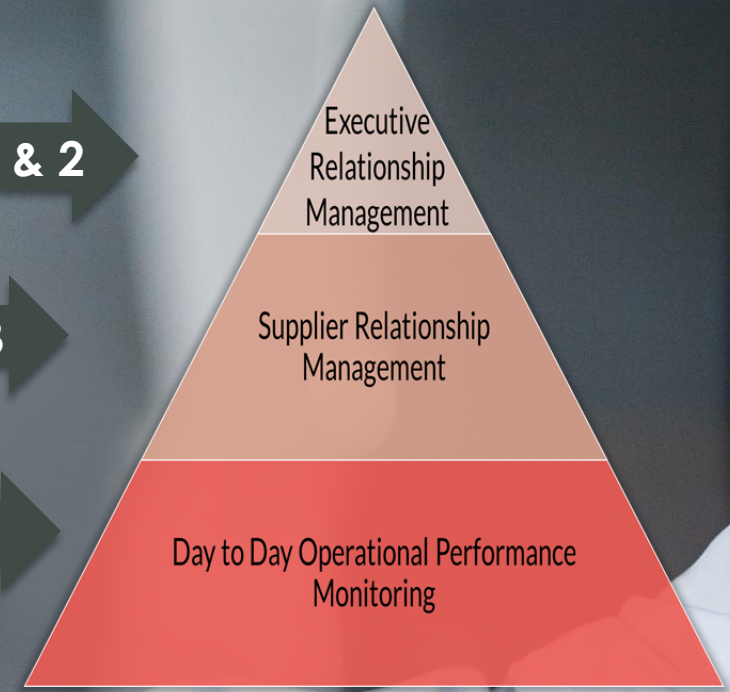 & 2
Executive
Relationship
Management
Supplier Relationship
Management
Day to Day Operational Performance
Monitoring